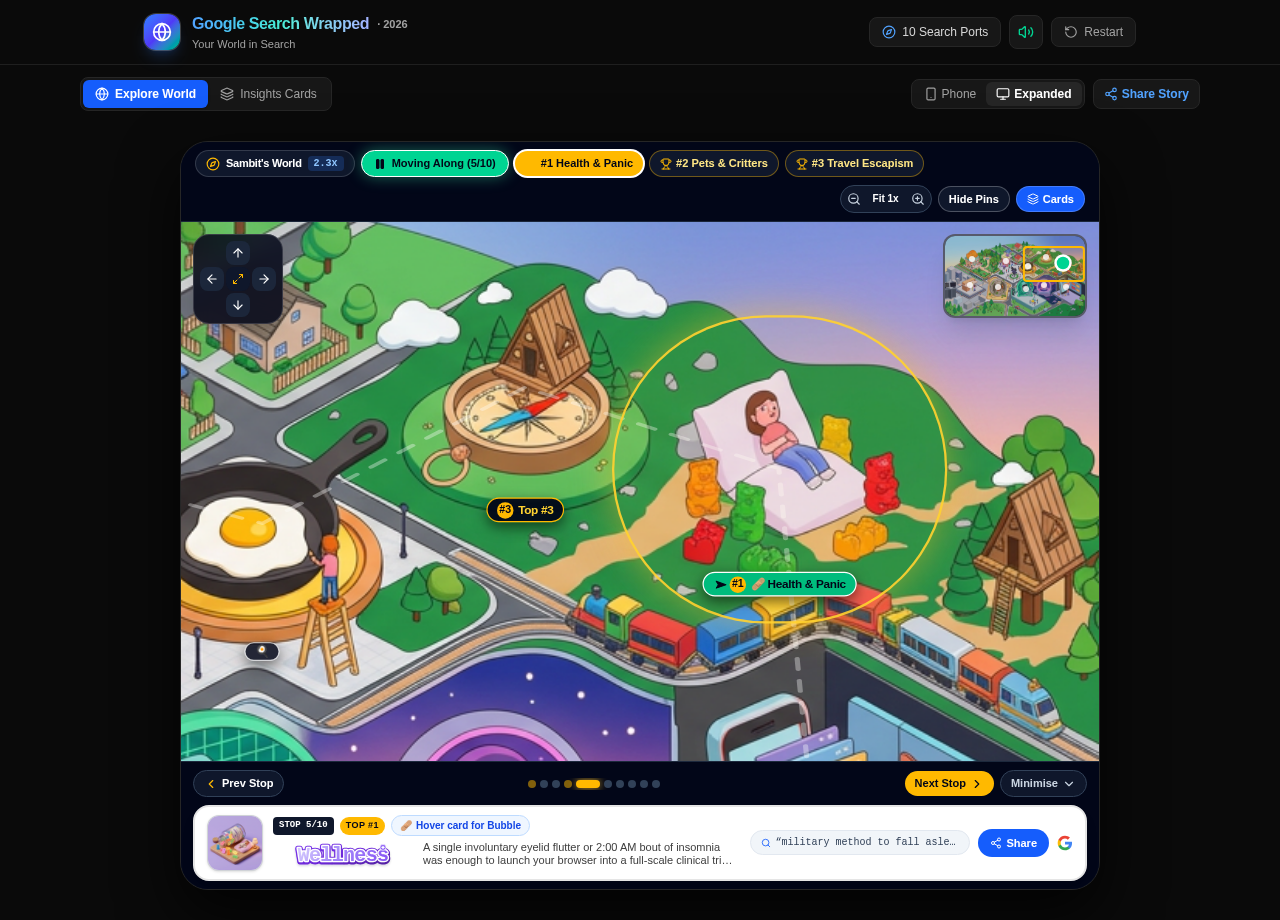 Google Search Wrapped · 2026
Your World in Search
10 Search Ports
Restart
Explore World
Insights Cards
Phone
Expanded
Share Story
Sambit's World 2.3x
Moving Along (5/10)
#1 Health & Panic
#2 Pets & Critters
#3 Travel Escapism
Fit 1x
Hide Pins
Cards
#3 Top #3
#1 Health & Panic
Prev Stop
Next Stop
Minimise
STOP 5/10
TOP #1
Hover card for Bubble
Wellness
A single involuntary eyelid flutter or 2:00 AM bout of insomnia
was enough to launch your browser into a full-scale clinical tri…
“military method to fall asle…
Share